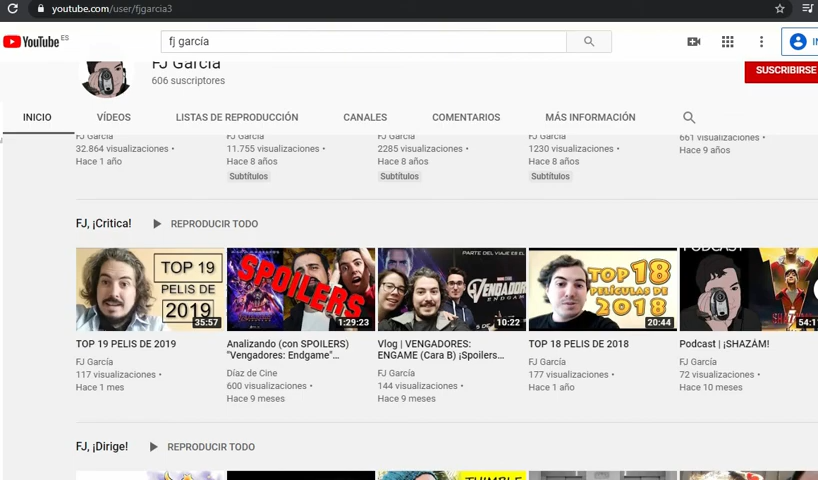 youtube.com/user/fjgarcia3
YouTube ES
fj garcía
FJ García
606 suscriptores
SUSCRIBIRSE
INICIO VÍDEOS LISTAS DE REPRODUCCIÓN CANALES COMENTARIOS MÁS INFORMACIÓN
FJ García FJ García FJ García FJ García
32.864 visualizaciones • 11.755 visualizaciones • 2285 visualizaciones • 1230 visualizaciones • 661 visualizaciones •
Hace 1 año Hace 8 años Hace 8 años Hace 8 años Hace 9 años
Subtítulos Subtítulos Subtítulos
FJ, ¡Critica! REPRODUCIR TODO
TOP 19
PELIS DE
2019
35:57
SPOILERS
1:29:23
PARTE DEL VIAJE ES EL
VENGADORES
ENDGAME
10:22
TOP 18
PELÍCULAS DE
2018
20:44
PODCAST
TOP 19 PELIS DE 2019
FJ García
117 visualizaciones •
Hace 1 mes
Analizando (con SPOILERS)
"Vengadores: Endgame"...
Díaz de Cine
600 visualizaciones •
Hace 9 meses
Vlog | VENGADORES:
ENGAME (Cara B) ¡Spoilers...
FJ García
144 visualizaciones •
Hace 9 meses
TOP 18 PELIS DE 2018
FJ García
177 visualizaciones •
Hace 1 año
Podcast | ¡SHAZAM!
FJ García
72 visualizaciones •
Hace 10 meses
FJ, ¡Dirige! REPRODUCIR TODO